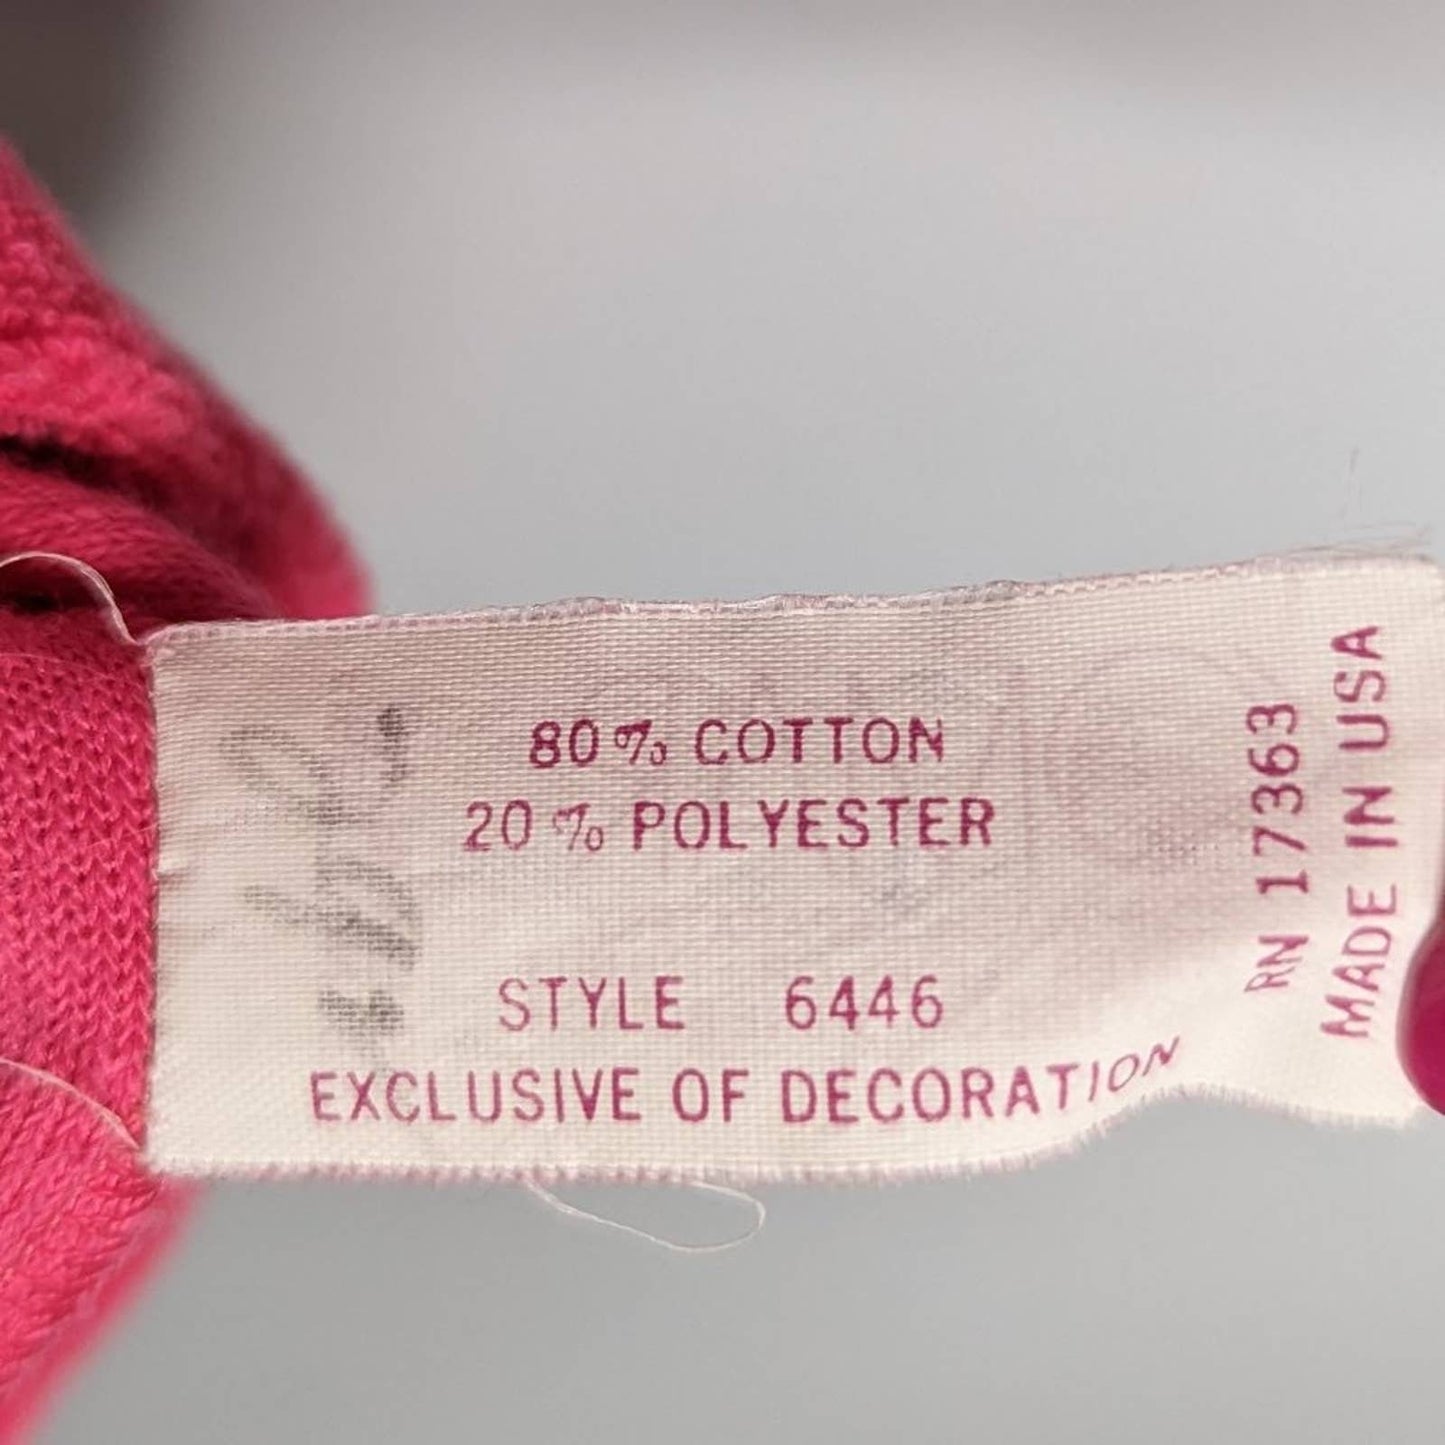 80% COTTON
20% POLYESTER
STYLE 6446
EXCLUSIVE OF DECORATION
RN 17363
MADE IN USA